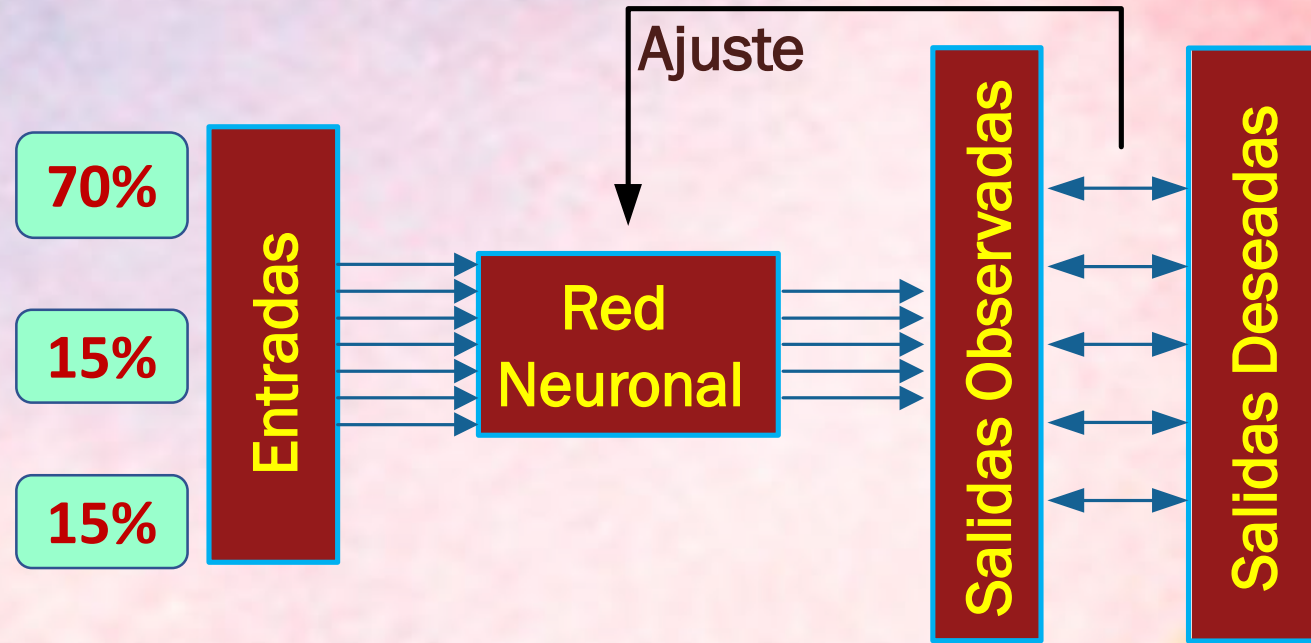 Ajuste
70%
15%
15%
Entradas
Red
Neuronal
Salidas Observadas
Salidas Deseadas